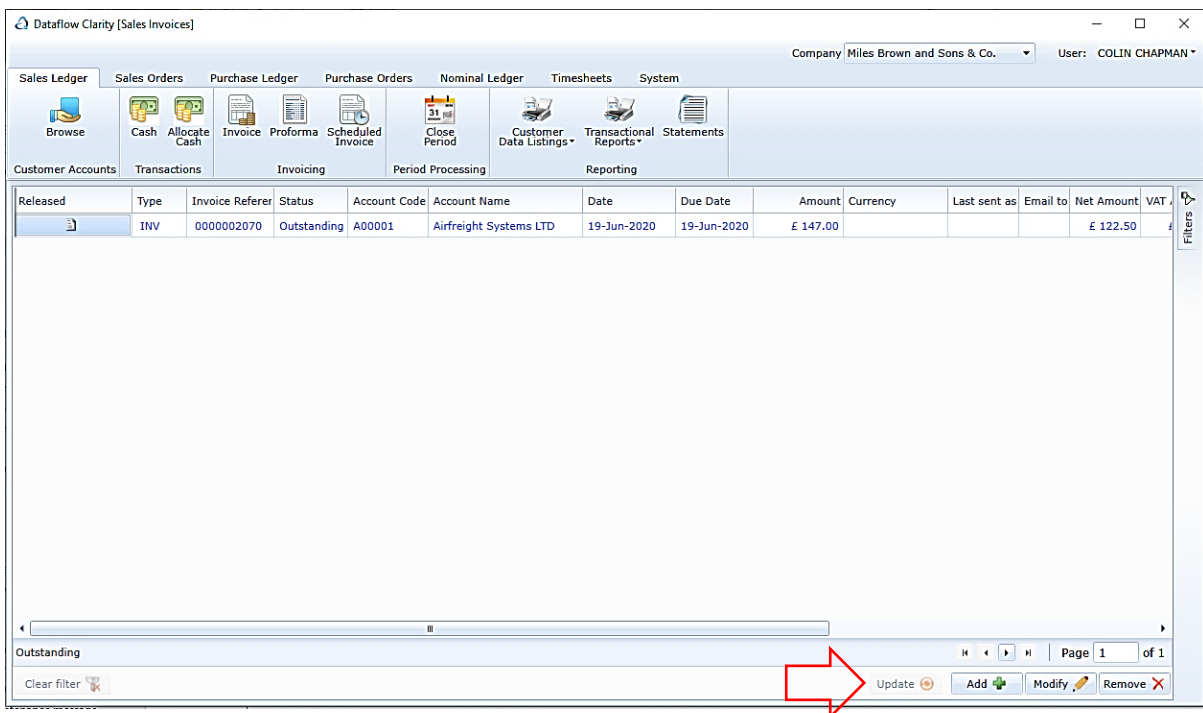 Dataflow Clarity [Sales Invoices]
Company Miles Brown and Sons & Co. User: COLIN CHAPMAN
Sales Ledger Sales Orders Purchase Ledger Purchase Orders Nominal Ledger Timesheets System
31
Browse Cash Allocate Cash Invoice Proforma Scheduled Invoice Close Period Customer Data Listings Transactional Reports Statements
Customer Accounts Transactions Invoicing Period Processing Reporting
Released Type Invoice Referer Status Account Code Account Name Date Due Date Amount Currency Last sent as Email to Net Amount VAT
INV 0000002070 Outstanding A00001 Airfreight Systems LTD 19-Jun-2020 19-Jun-2020 £ 147.00 £ 122.50 £
Filters
Outstanding Page 1 of 1
Clear filter Update Add Modify Remove